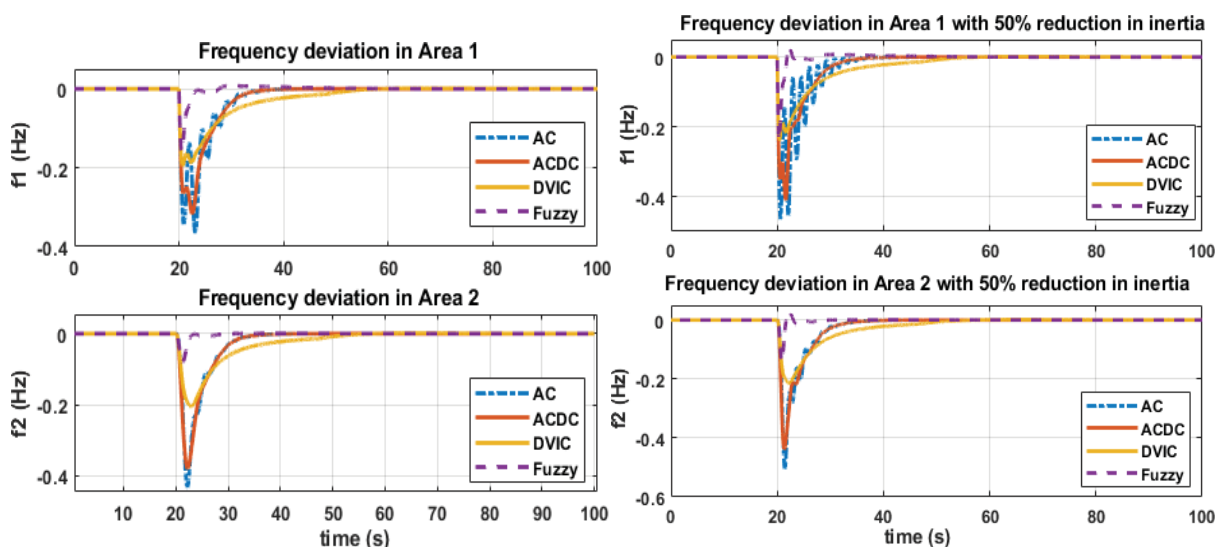 Frequency deviation in Area 1
0
-0.2
-0.4
f1 (Hz)
AC
ACDC
DVIC
Fuzzy
0 20 40 60 80 100
Frequency deviation in Area 2
0
-0.2
-0.4
f2 (Hz)
AC
ACDC
DVIC
Fuzzy
10 20 30 40 50 60 70 80 90 100
time (s)
Frequency deviation in Area 1 with 50% reduction in inertia
0
-0.2
-0.4
f1 (Hz)
AC
ACDC
DVIC
Fuzzy
0 20 40 60 80 100
Frequency deviation in Area 2 with 50% reduction in inertia
0
-0.2
-0.4
-0.6
f2 (Hz)
AC
ACDC
DVIC
Fuzzy
0 20 40 60 80 100
time (s)